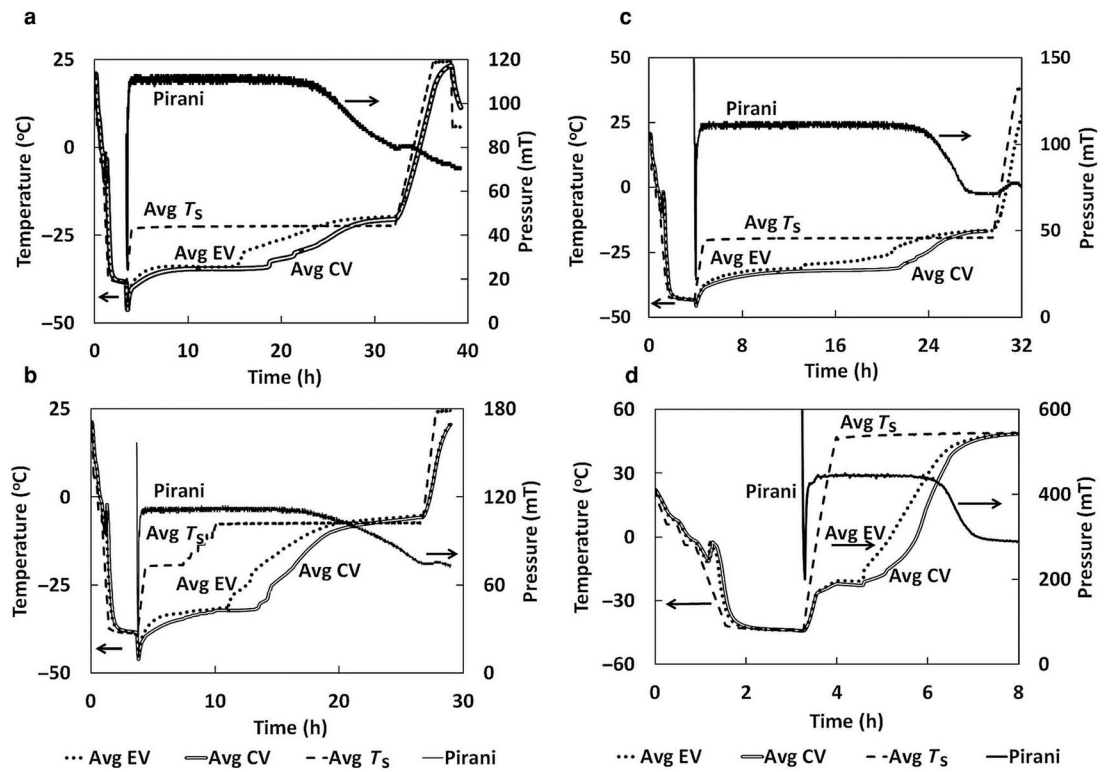 a
25
0
−25
−50
Temperature (°C)
120
100
80
60
40
20
0
Pressure (mT)
Pirani
Avg Ts
Avg EV
Avg CV
0 10 20 30 40
Time (h)
c
50
25
0
−25
−50
Temperature (°C)
150
100
50
0
Pressure (mT)
Pirani
Avg Ts
Avg EV
Avg CV
0 8 16 24 32
Time (h)
b
25
0
−25
−50
Temperature (°C)
180
120
60
0
Pressure (mT)
Pirani
Avg Ts
Avg EV
Avg CV
0 10 20 30
Time (h)
d
60
30
0
−30
−60
Temperature (°C)
600
400
200
0
Pressure (mT)
Avg Ts
Pirani
Avg EV
Avg CV
0 2 4 6 8
Time (h)
Avg EV Avg CV Avg Ts Pirani
Avg EV Avg CV Avg Ts Pirani